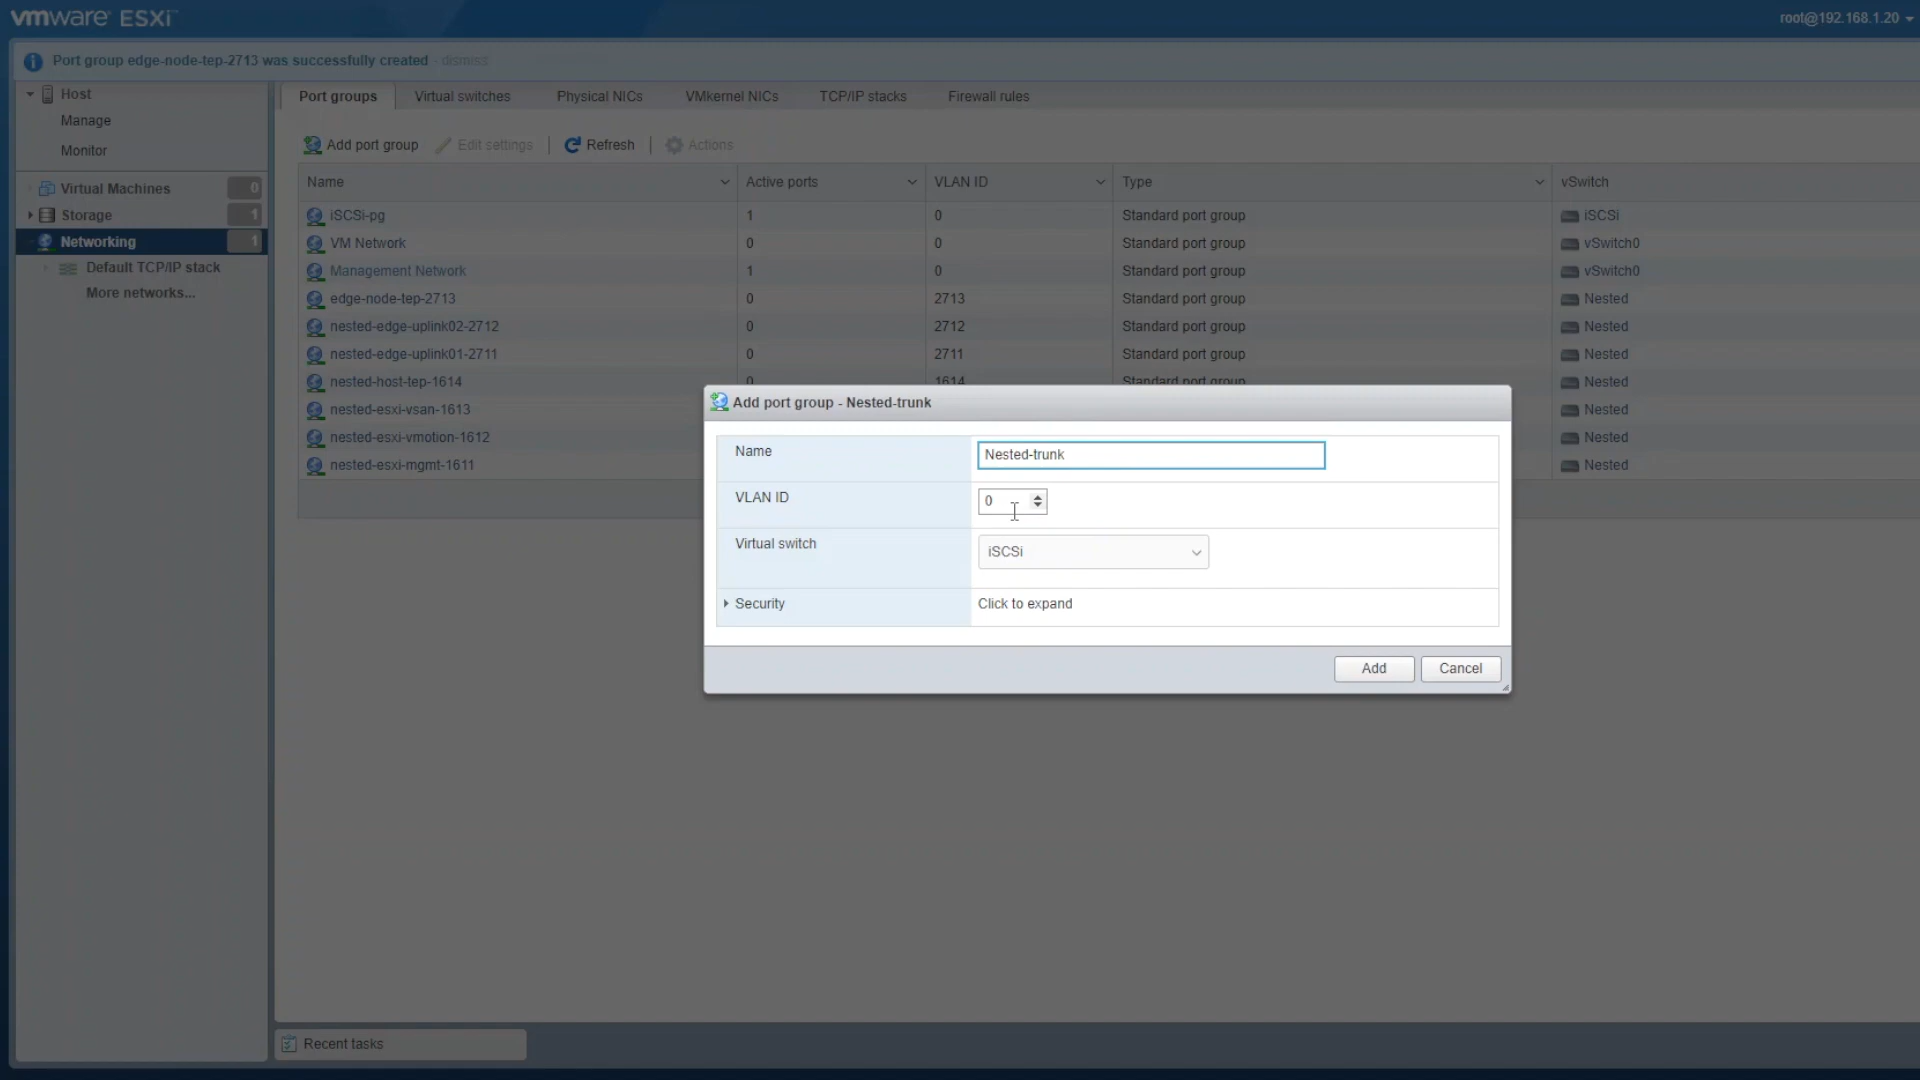 vmware ESXi™
root@192.168.1.20
Port group edge-node-tep-2713 was successfully created - dismiss
Host
Manage
Monitor
Virtual Machines 0
Storage 1
Networking 1
Default TCP/IP stack
More networks...
Port groups Virtual switches Physical NICs VMkernel NICs TCP/IP stacks Firewall rules
Add port group Edit settings Refresh Actions
Name Active ports VLAN ID Type vSwitch
iSCSi-pg 1 0 Standard port group iSCSi
VM Network 0 0 Standard port group vSwitch0
Management Network 1 0 Standard port group vSwitch0
edge-node-tep-2713 0 2713 Standard port group Nested
nested-edge-uplink02-2712 0 2712 Standard port group Nested
nested-edge-uplink01-2711 0 2711 Standard port group Nested
nested-host-tep-1614 0 1614 Standard port group Nested
nested-esxi-vsan-1613 Nested
nested-esxi-vmotion-1612 Nested
nested-esxi-mgmt-1611 Nested
Add port group - Nested-trunk
Name Nested-trunk
VLAN ID 0
Virtual switch iSCSi
Security Click to expand
Add Cancel
Recent tasks